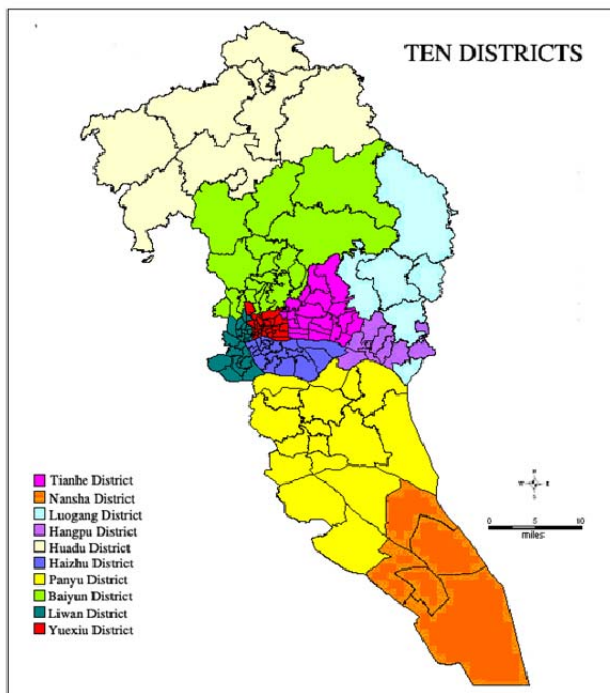 TEN DISTRICTS
Tianhe District
Nansha District
Luogang District
Hangpu District
Huadu District
Haizhu District
Panyu District
Baiyun District
Liwan District
Yuexiu District
N
W E
S
0 5 10
miles